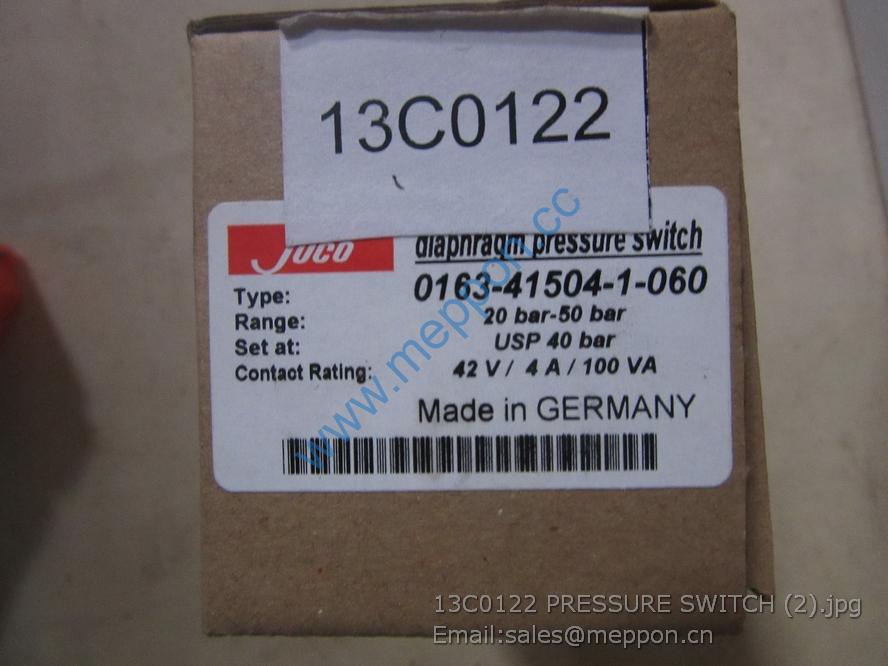 13C0122
Joco
diaphragm pressure switch
Type: 0163-41504-1-060
Range: 20 bar-50 bar
Set at: USP 40 bar
Contact Rating: 42 V / 4 A / 100 VA
Made in GERMANY
www.meppon.cc
13C0122 PRESSURE SWITCH (2).jpg
Email:sales@meppon.cn